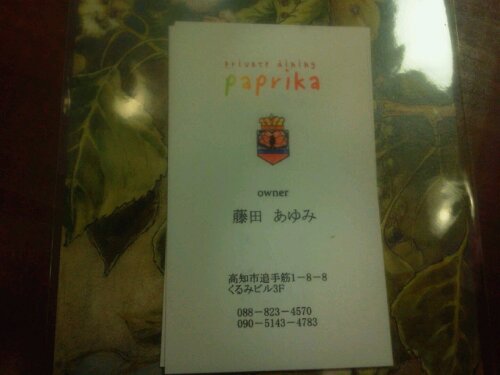 private dining
paprika
owner
藤田 あゆみ
高知市追手筋1-8-8
くるみビル3F
088-823-4570
090-5143-4783